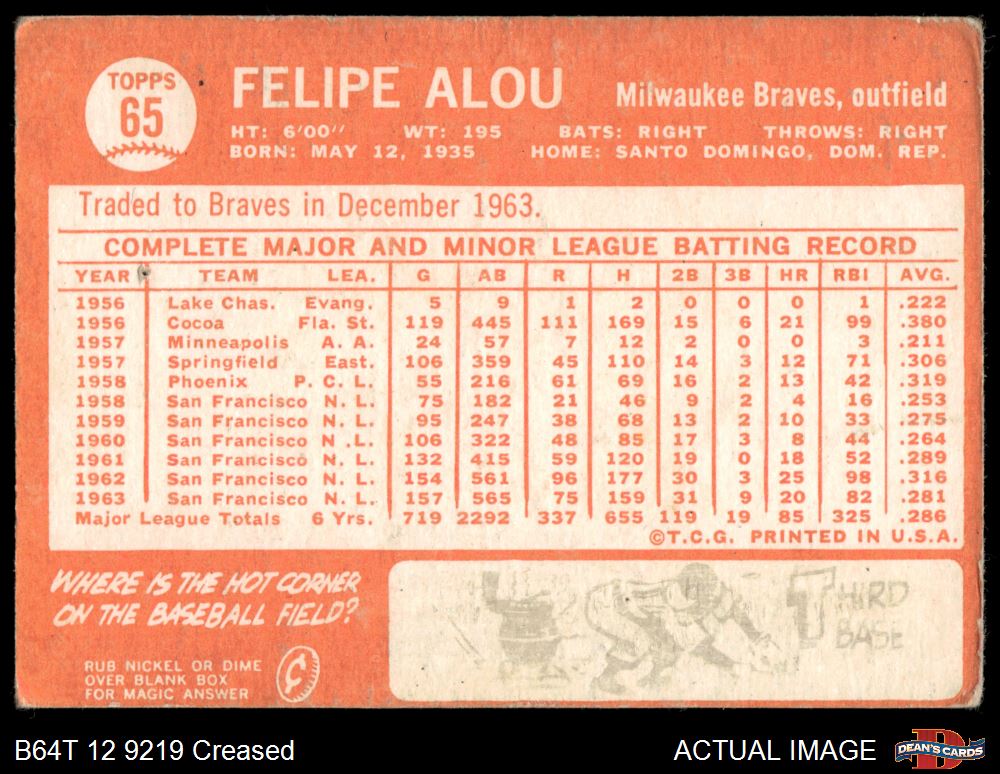 TOPPS
65
FELIPE ALOU
Milwaukee Braves, outfield
HT: 6'00" WT: 195 BATS: RIGHT THROWS: RIGHT
BORN: MAY 12, 1935 HOME: SANTO DOMINGO, DOM. REP.
Traded to Braves in December 1963.
COMPLETE MAJOR AND MINOR LEAGUE BATTING RECORD
YEAR TEAM LEA. G AB R H 2B 3B HR RBI AVG.
1956 Lake Chas. Evang. 5 9 1 2 0 0 0 1 .222
1956 Cocoa Fla. St. 119 445 111 169 15 6 21 99 .380
1957 Minneapolis A. A. 24 57 7 12 2 0 0 3 .211
1957 Springfield East. 106 359 45 110 14 3 12 71 .306
1958 Phoenix P. C. L. 55 216 61 69 16 2 13 42 .319
1958 San Francisco N. L. 75 182 21 46 9 2 4 16 .253
1959 San Francisco N. L. 95 247 38 68 13 2 10 33 .275
1960 San Francisco N .L. 106 322 48 85 17 3 8 44 .264
1961 San Francisco N. L. 132 415 59 120 19 0 18 52 .289
1962 San Francisco N. L. 154 561 96 177 30 3 25 98 .316
1963 San Francisco N. L. 157 565 75 159 31 9 20 82 .281
Major League Totals 6 Yrs. 719 2292 337 655 119 19 85 325 .286
©T.C.G. PRINTED IN U.S.A.
WHERE IS THE HOT CORNER
ON THE BASEBALL FIELD?
RUB NICKEL OR DIME
OVER BLANK BOX
FOR MAGIC ANSWER
¢
THIRD
BASE
B64T 12 9219 Creased
ACTUAL IMAGE
D
DEAN'S CARDS